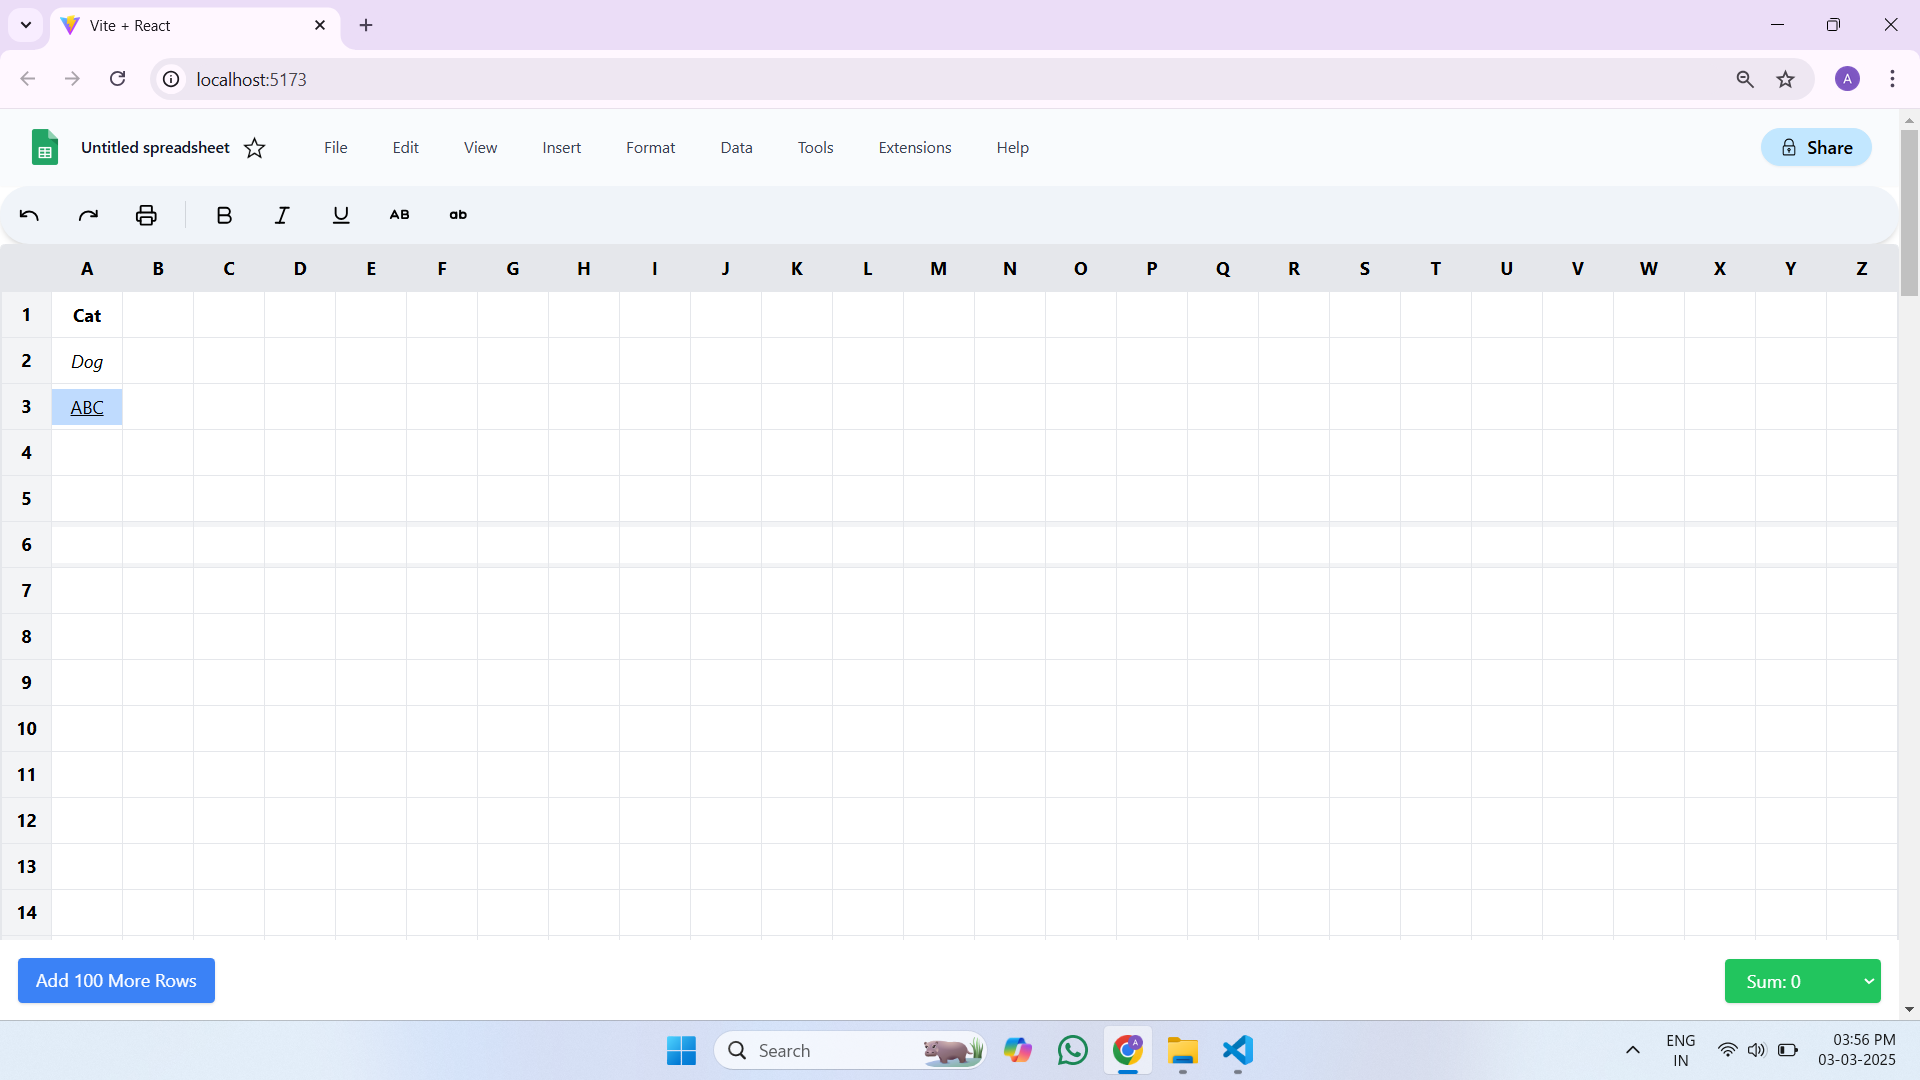 Vite + React
localhost:5173
A
Untitled spreadsheet File Edit View Insert Format Data Tools Extensions Help Share
B I U AB ab
A B C D E F G H I J K L M N O P Q R S T U V W X Y Z
1 Cat
2 Dog
3 ABC
4
5
6
7
8
9
10
11
12
13
14
Add 100 More Rows Sum: 0
Search A ENG 03:56 PM
IN 03-03-2025